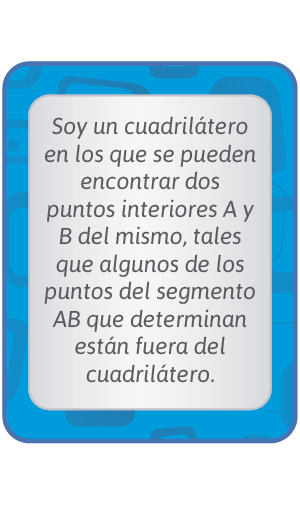 Soy un cuadrilátero
en los que se pueden
encontrar dos
puntos interiores A y
B del mismo, tales
que algunos de los
puntos del segmento
AB que determinan
están fuera del
cuadrilátero.